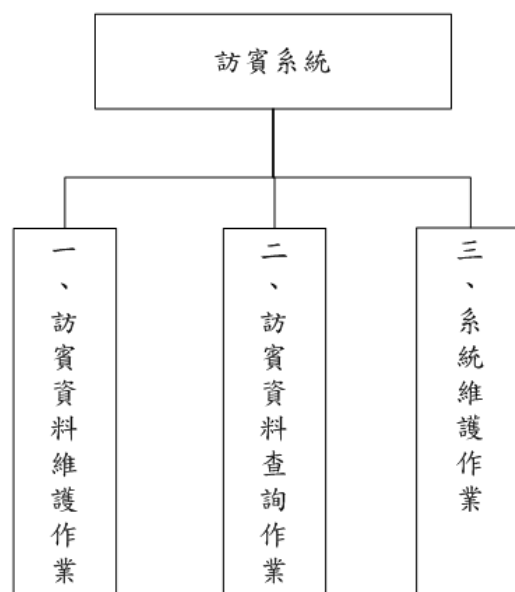 訪賓系統
一、訪賓資料維護作業
二、訪賓資料查詢作業
三、系統維護作業